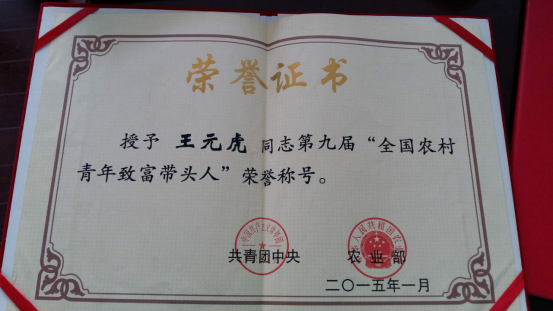 荣誉证书
授予 王元虎 同志第九届“全国农村
青年致富带头人”荣誉称号。
共青团中央 农业部
二〇一五年一月